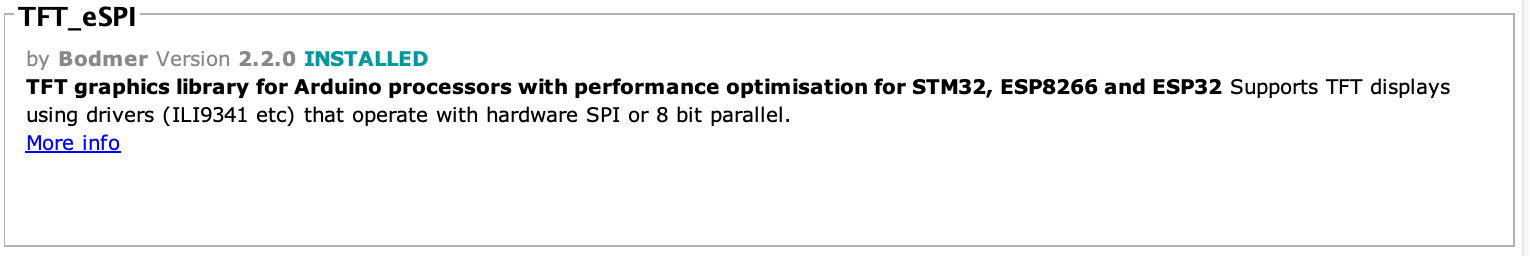 TFT_eSPI
by Bodmer Version 2.2.0 INSTALLED
TFT graphics library for Arduino processors with performance optimisation for STM32, ESP8266 and ESP32 Supports TFT displays
using drivers (ILI9341 etc) that operate with hardware SPI or 8 bit parallel.
More info